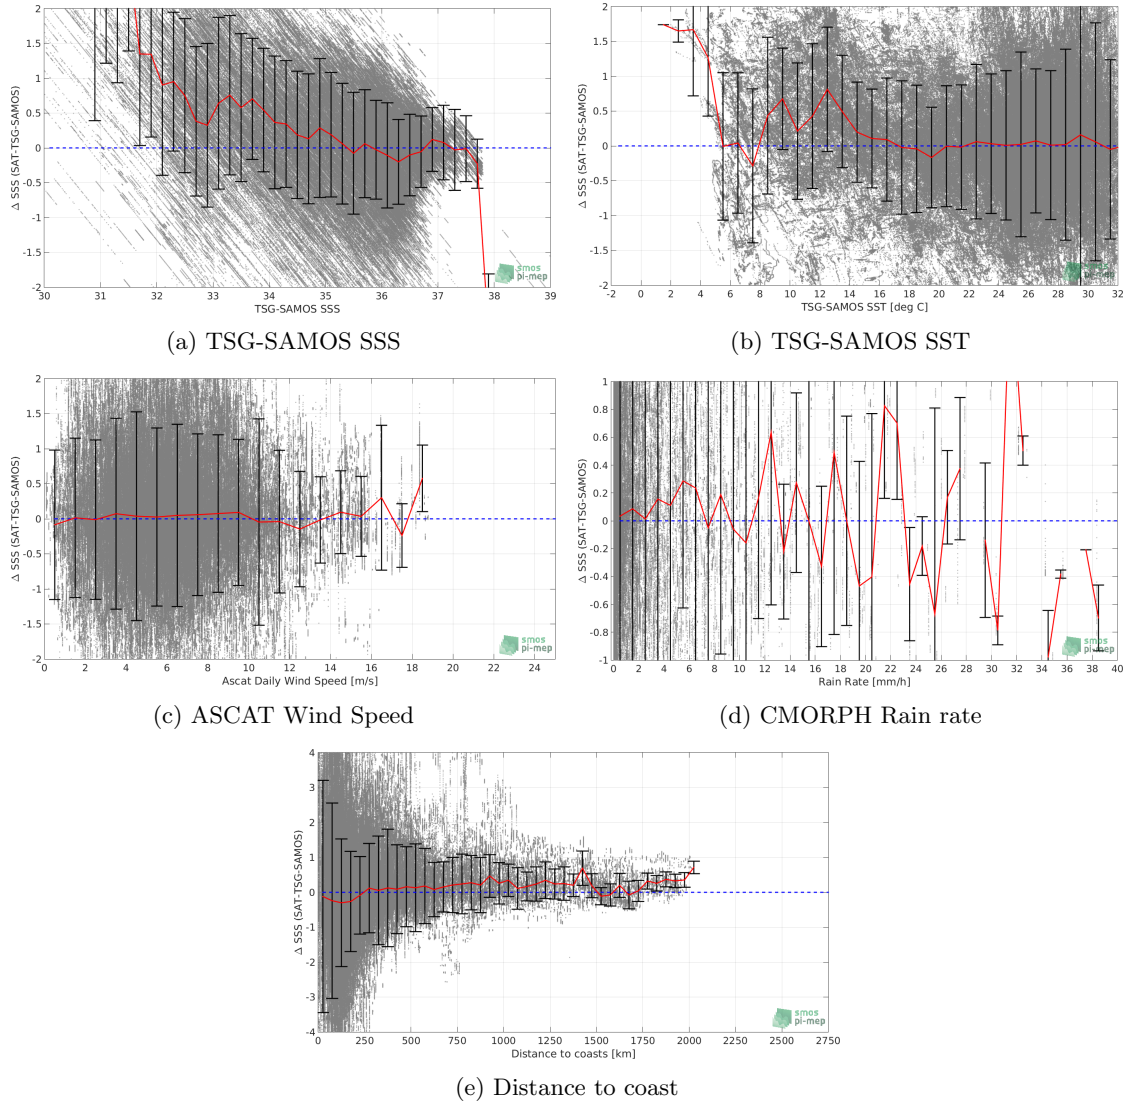 2
1.5
1
0.5
0
-0.5
-1
-1.5
-2
Δ SSS (SAT-TSG-SAMOS)
30 31 32 33 34 35 36 37 38 39
TSG-SAMOS SSS
smos
pi-mep
(a) TSG-SAMOS SSS
2
1.5
1
0.5
0
-0.5
-1
-1.5
-2
Δ SSS (SAT-TSG-SAMOS)
-2 0 2 4 6 8 10 12 14 16 18 20 22 24 26 28 30 32
TSG-SAMOS SST [deg C]
smos
pi-mep
(b) TSG-SAMOS SST
2
1.5
1
0.5
0
-0.5
-1
-1.5
-2
Δ SSS (SAT-TSG-SAMOS)
0 2 4 6 8 10 12 14 16 18 20 22 24
Ascat Daily Wind Speed [m/s]
smos
pi-mep
(c) ASCAT Wind Speed
1
0.8
0.6
0.4
0.2
0
-0.2
-0.4
-0.6
-0.8
-1
Δ SSS (SAT-TSG-SAMOS)
0 2 4 6 8 10 12 14 16 18 20 22 24 26 28 30 32 34 36 38 40
Rain Rate [mm/h]
smos
pi-mep
(d) CMORPH Rain rate
4
3
2
1
0
-1
-2
-3
-4
Δ SSS (SAT-TSG-SAMOS)
0 250 500 750 1000 1250 1500 1750 2000 2250 2500 2750
Distance to coasts [km]
smos
pi-mep
(e) Distance to coast